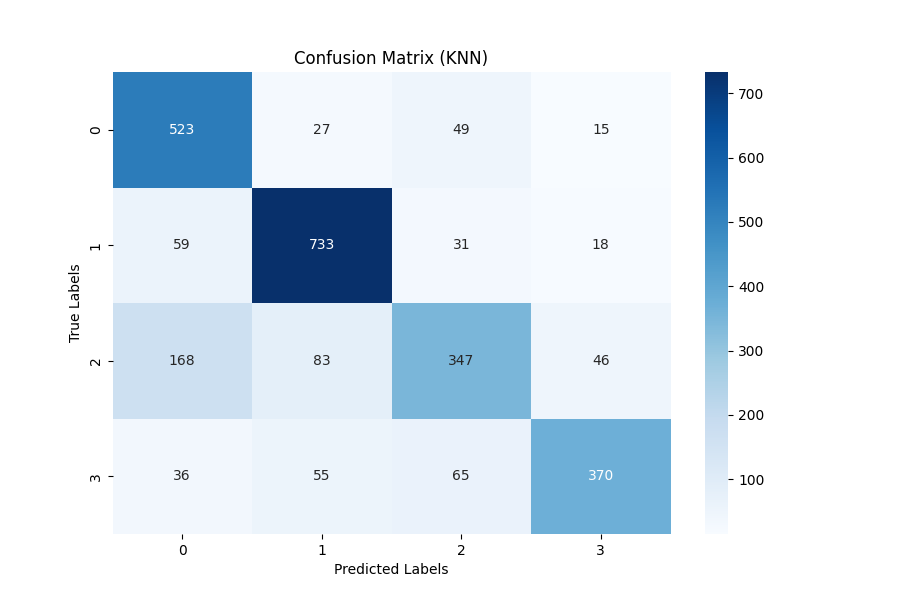 Confusion Matrix (KNN)
True Labels
0 523 27 49 15
1 59 733 31 18
2 168 83 347 46
3 36 55 65 370
0 1 2 3
Predicted Labels
700
600
500
400
300
200
100